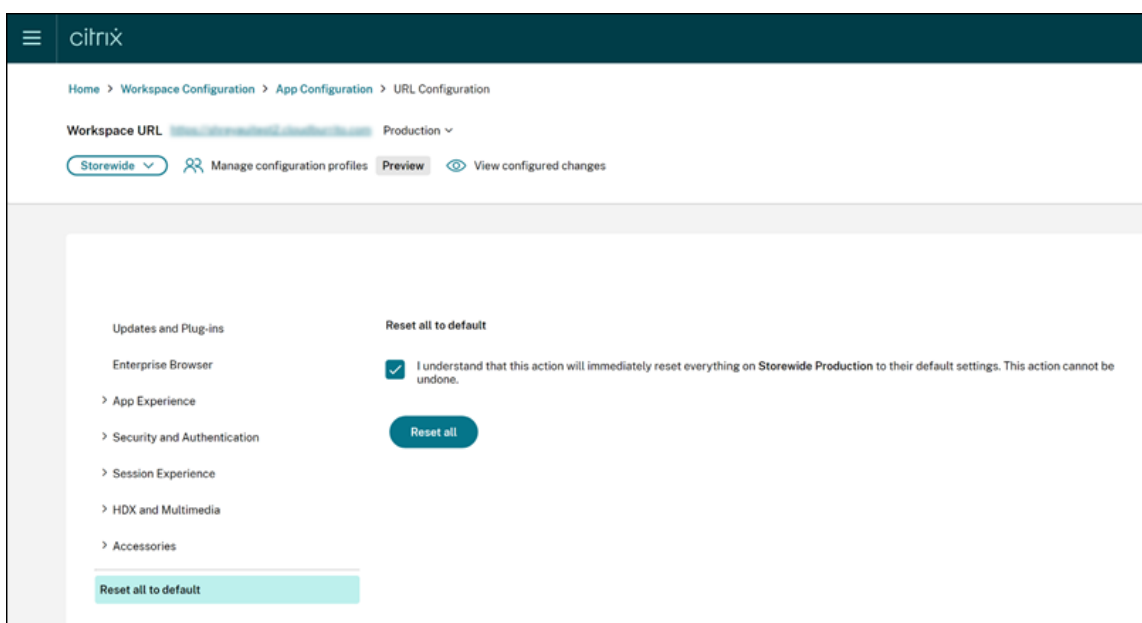 citrix
Home > Workspace Configuration > App Configuration > URL Configuration
Workspace URL Production
Storewide Manage configuration profiles Preview View configured changes
Updates and Plug-ins
Enterprise Browser
> App Experience
> Security and Authentication
> Session Experience
> HDX and Multimedia
> Accessories
Reset all to default
Reset all to default
I understand that this action will immediately reset everything on Storewide Production to their default settings. This action cannot be
undone.
Reset all